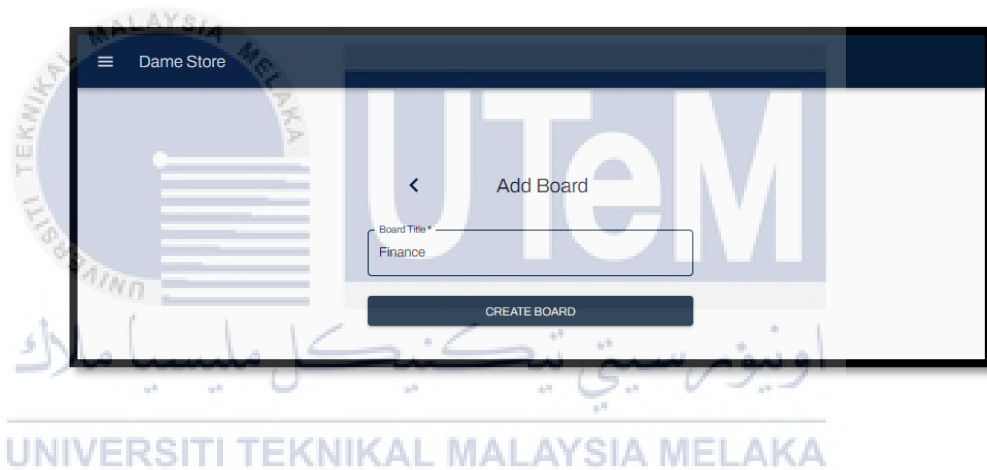 UNIVERSITI TEKNIKAL MALAYSIA MELAKA
Dame Store
UTeM
Add Board
Board Title *
Finance
CREATE BOARD
اونيۏرسيتي تيكنيكل مليسيا ملاك
UNIVERSITI TEKNIKAL MALAYSIA MELAKA